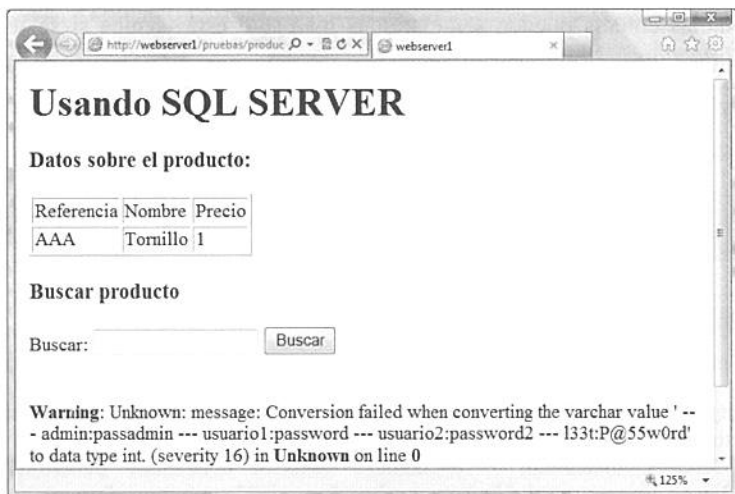 http://webserver1/pruebas/produc
webserver1
Usando SQL SERVER
Datos sobre el producto:
Referencia Nombre Precio
AAA Tornillo 1
Buscar producto
Buscar: Buscar
Warning: Unknown: message: Conversion failed when converting the varchar value ' --
- admin:passadmin --- usuario1:password --- usuario2:password2 --- l33t:P@55w0rd'
to data type int. (severity 16) in Unknown on line 0
125%